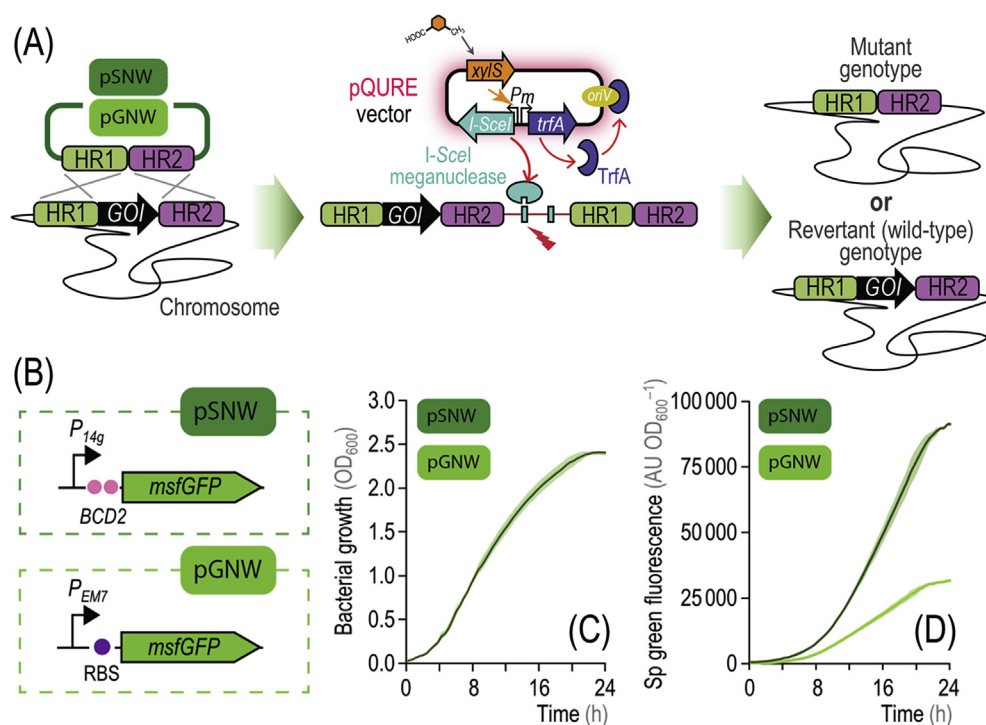 (A)
pSNW
pGNW
HR1 HR2
HR1 GOI HR2
Chromosome
HOOC
CH3
xylS
pQURE
vector
Pm
oriV
I-SceI
trfA
I-SceI
meganuclease
TrfA
HR1 GOI HR2 HR1 HR2
Mutant
genotype
HR1 HR2
or
Revertant (wild-type)
genotype
HR1 GOI HR2
(B)
pSNW
P14g
msfGFP
BCD2
pGNW
PEM7
msfGFP
RBS
Bacterial growth (OD600)
3.0
2.5
2.0
1.5
1.0
0.5
0.0
pSNW
pGNW
(C)
0 8 16 24
Time (h)
Sp green fluorescence (AU OD600−1)
100 000
75 000
50 000
25 000
0
pSNW
pGNW
(D)
0 8 16 24
Time (h)